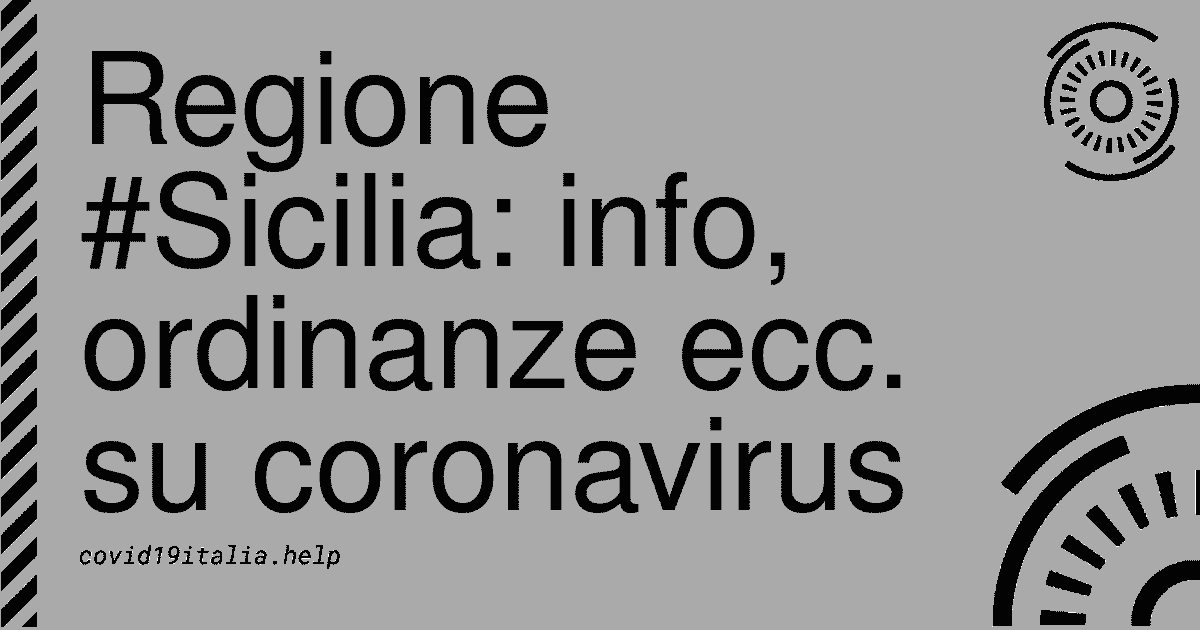 Regione
#Sicilia: info,
ordinanze ecc.
su coronavirus
covid19italia.help